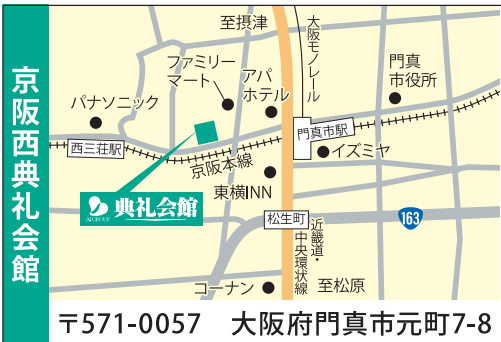 京阪西典礼会館
至摂津
大阪モノレール
ファミリー
マート
アパ
ホテル
門真
市役所
パナソニック
西三荘駅
門真市駅
京阪本線
イズミヤ
東横INN
典礼会館
松生町
163
近畿道・
中央環状線
コーナン
至松原
〒571-0057 大阪府門真市元町7-8